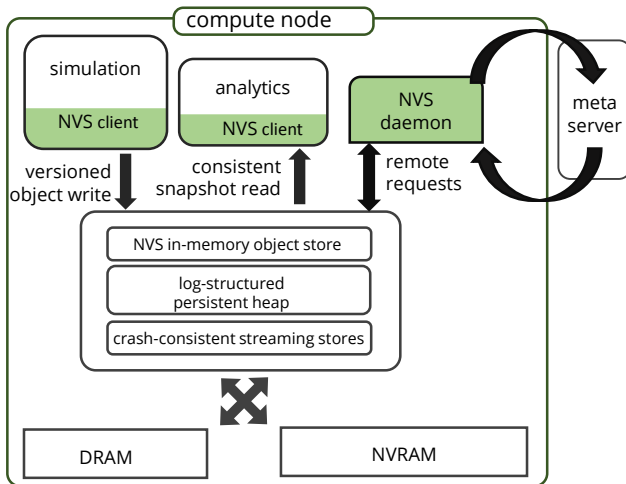 compute node
simulation
NVS client
analytics
NVS client
NVS
daemon
meta
server
versioned
object write
consistent
snapshot read
remote
requests
NVS in-memory object store
log-structured
persistent heap
crash-consistent streaming stores
DRAM
NVRAM